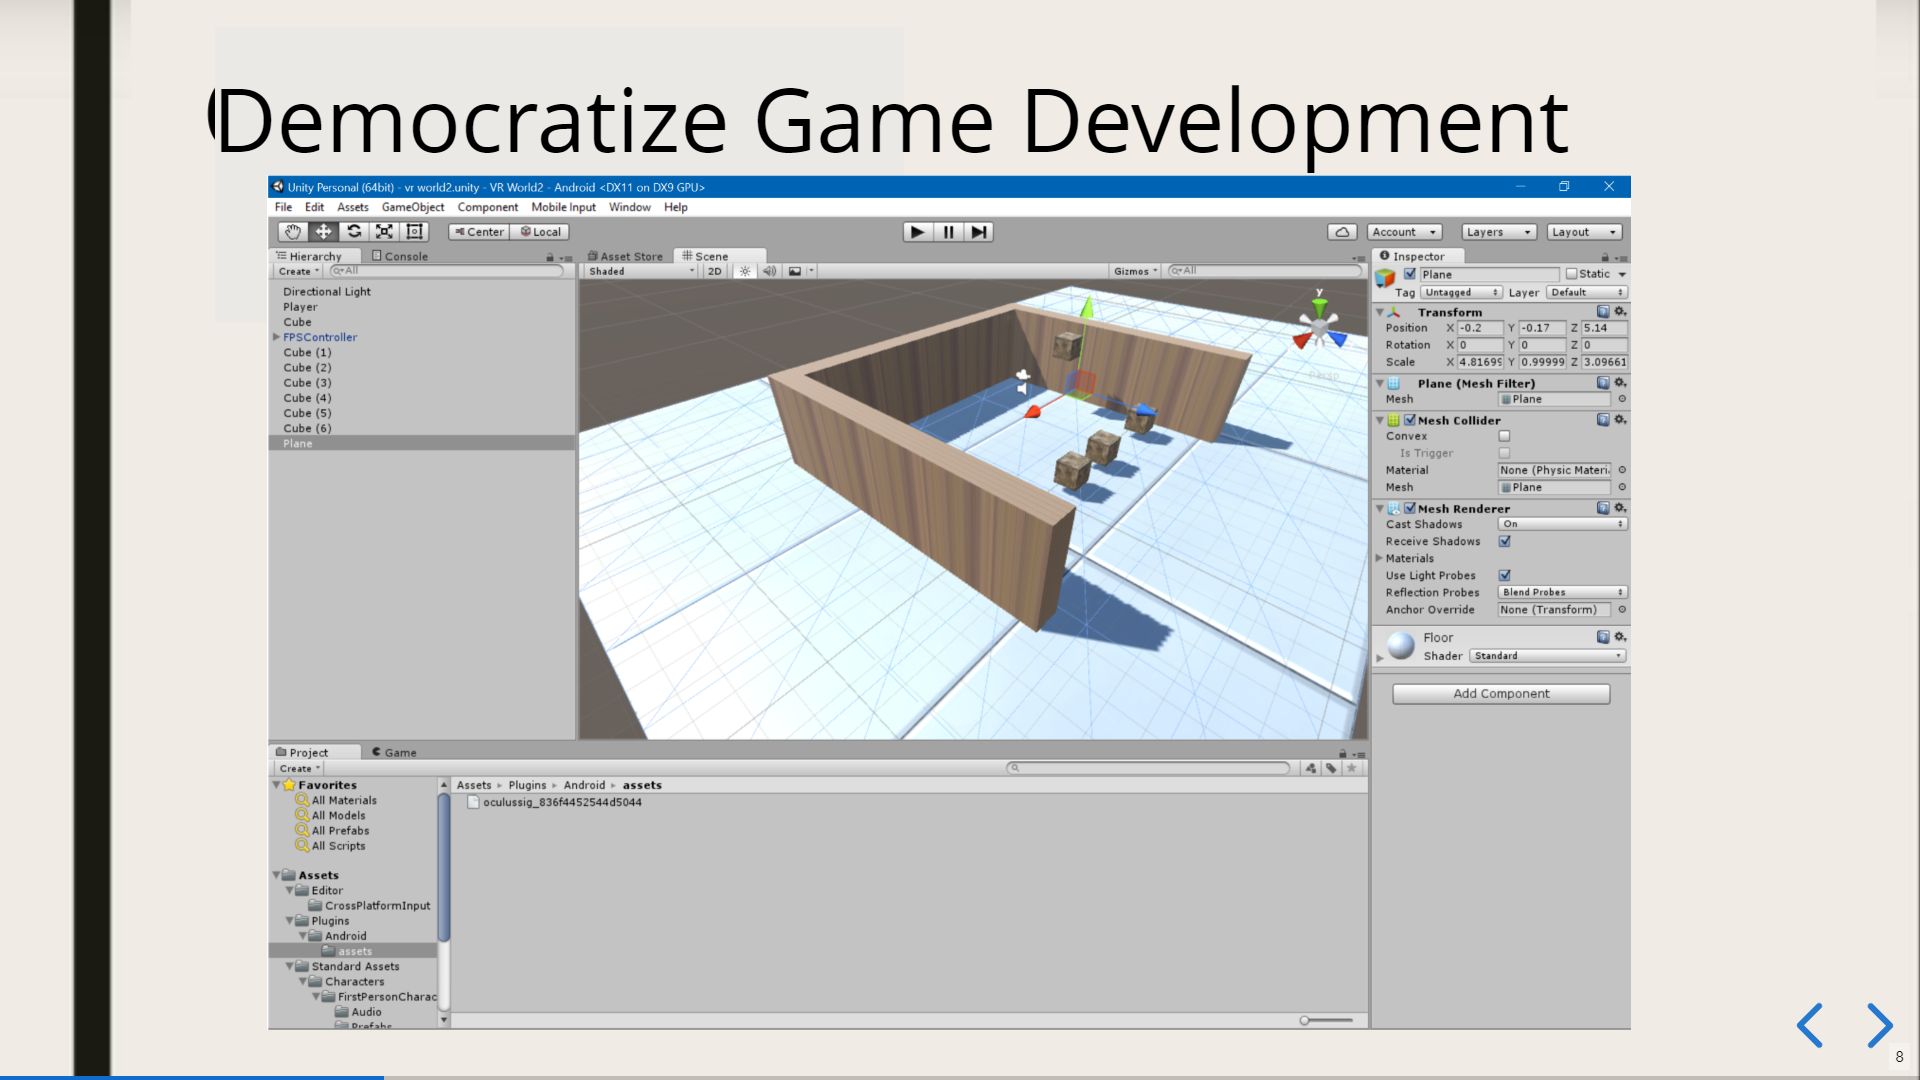 Democratize Game Development
Unity Personal (64bit) - vr world2.unity - VR World2 - Android <DX11 on DX9 GPU>
File Edit Assets GameObject Component Mobile Input Window Help
Center Local Account Layers Layout
Hierarchy Console
Create All
Directional Light
Player
Cube
FPSController
Cube (1)
Cube (2)
Cube (3)
Cube (4)
Cube (5)
Cube (6)
Plane
Asset Store Scene
Shaded 2D Gizmos All
y
Persp
Inspector
Plane Static
Tag Untagged Layer Default
Transform
Position X -0.2 Y -0.17 Z 5.14
Rotation X 0 Y 0 Z 0
Scale X 4.81699 Y 0.99999 Z 3.09661
Plane (Mesh Filter)
Mesh Plane
Mesh Collider
Convex
Is Trigger
Material None (Physic Materi
Mesh Plane
Mesh Renderer
Cast Shadows On
Receive Shadows
Materials
Use Light Probes
Reflection Probes Blend Probes
Anchor Override None (Transform)
Floor
Shader Standard
Add Component
Project Game
Create
Favorites
All Materials
All Models
All Prefabs
All Scripts
Assets
Editor
CrossPlatformInput
Plugins
Android
assets
Standard Assets
Characters
FirstPersonCharac
Audio
Prefabs
Assets Plugins Android assets
oculussig_836f4452544d5044
8